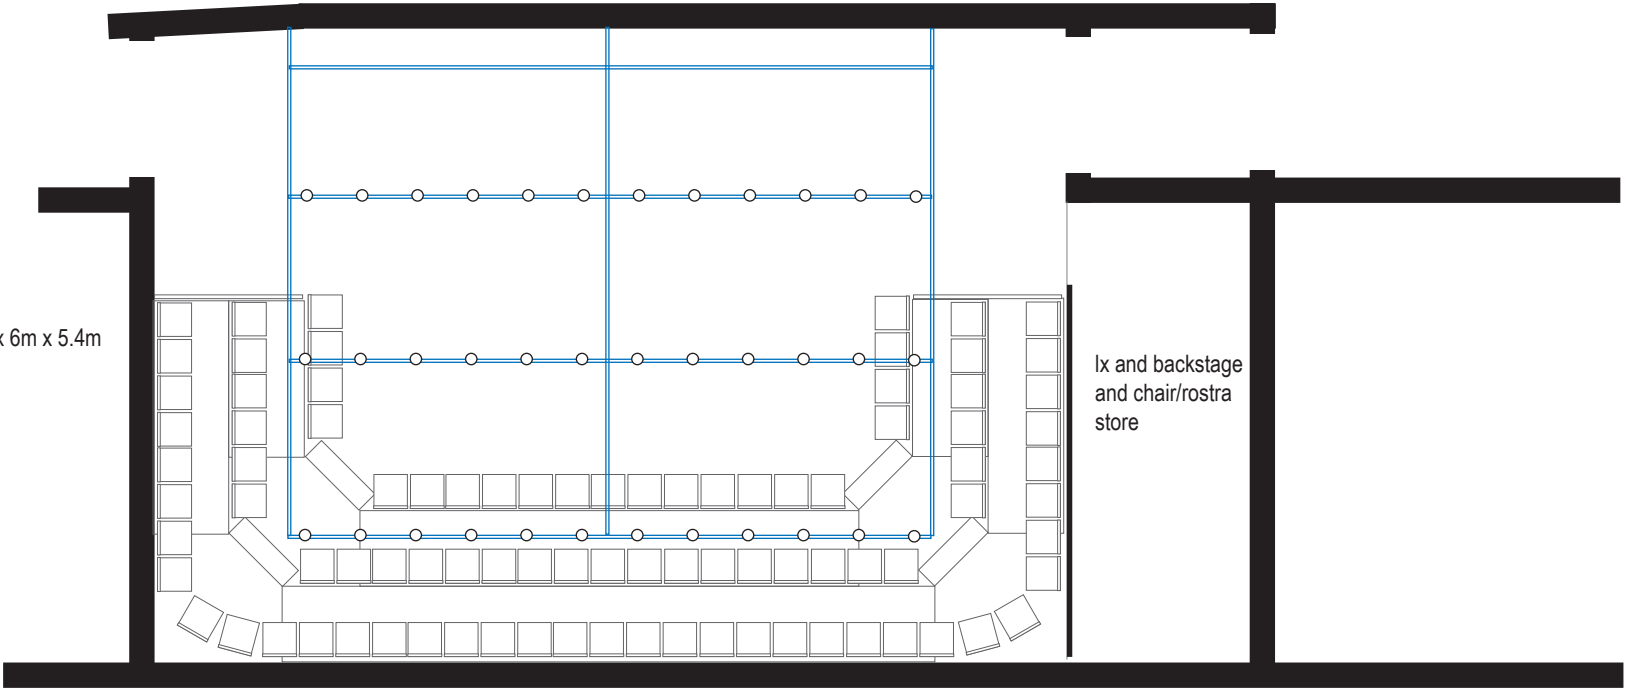 x 6m x 5.4m
lx and backstage
and chair/rostra
store